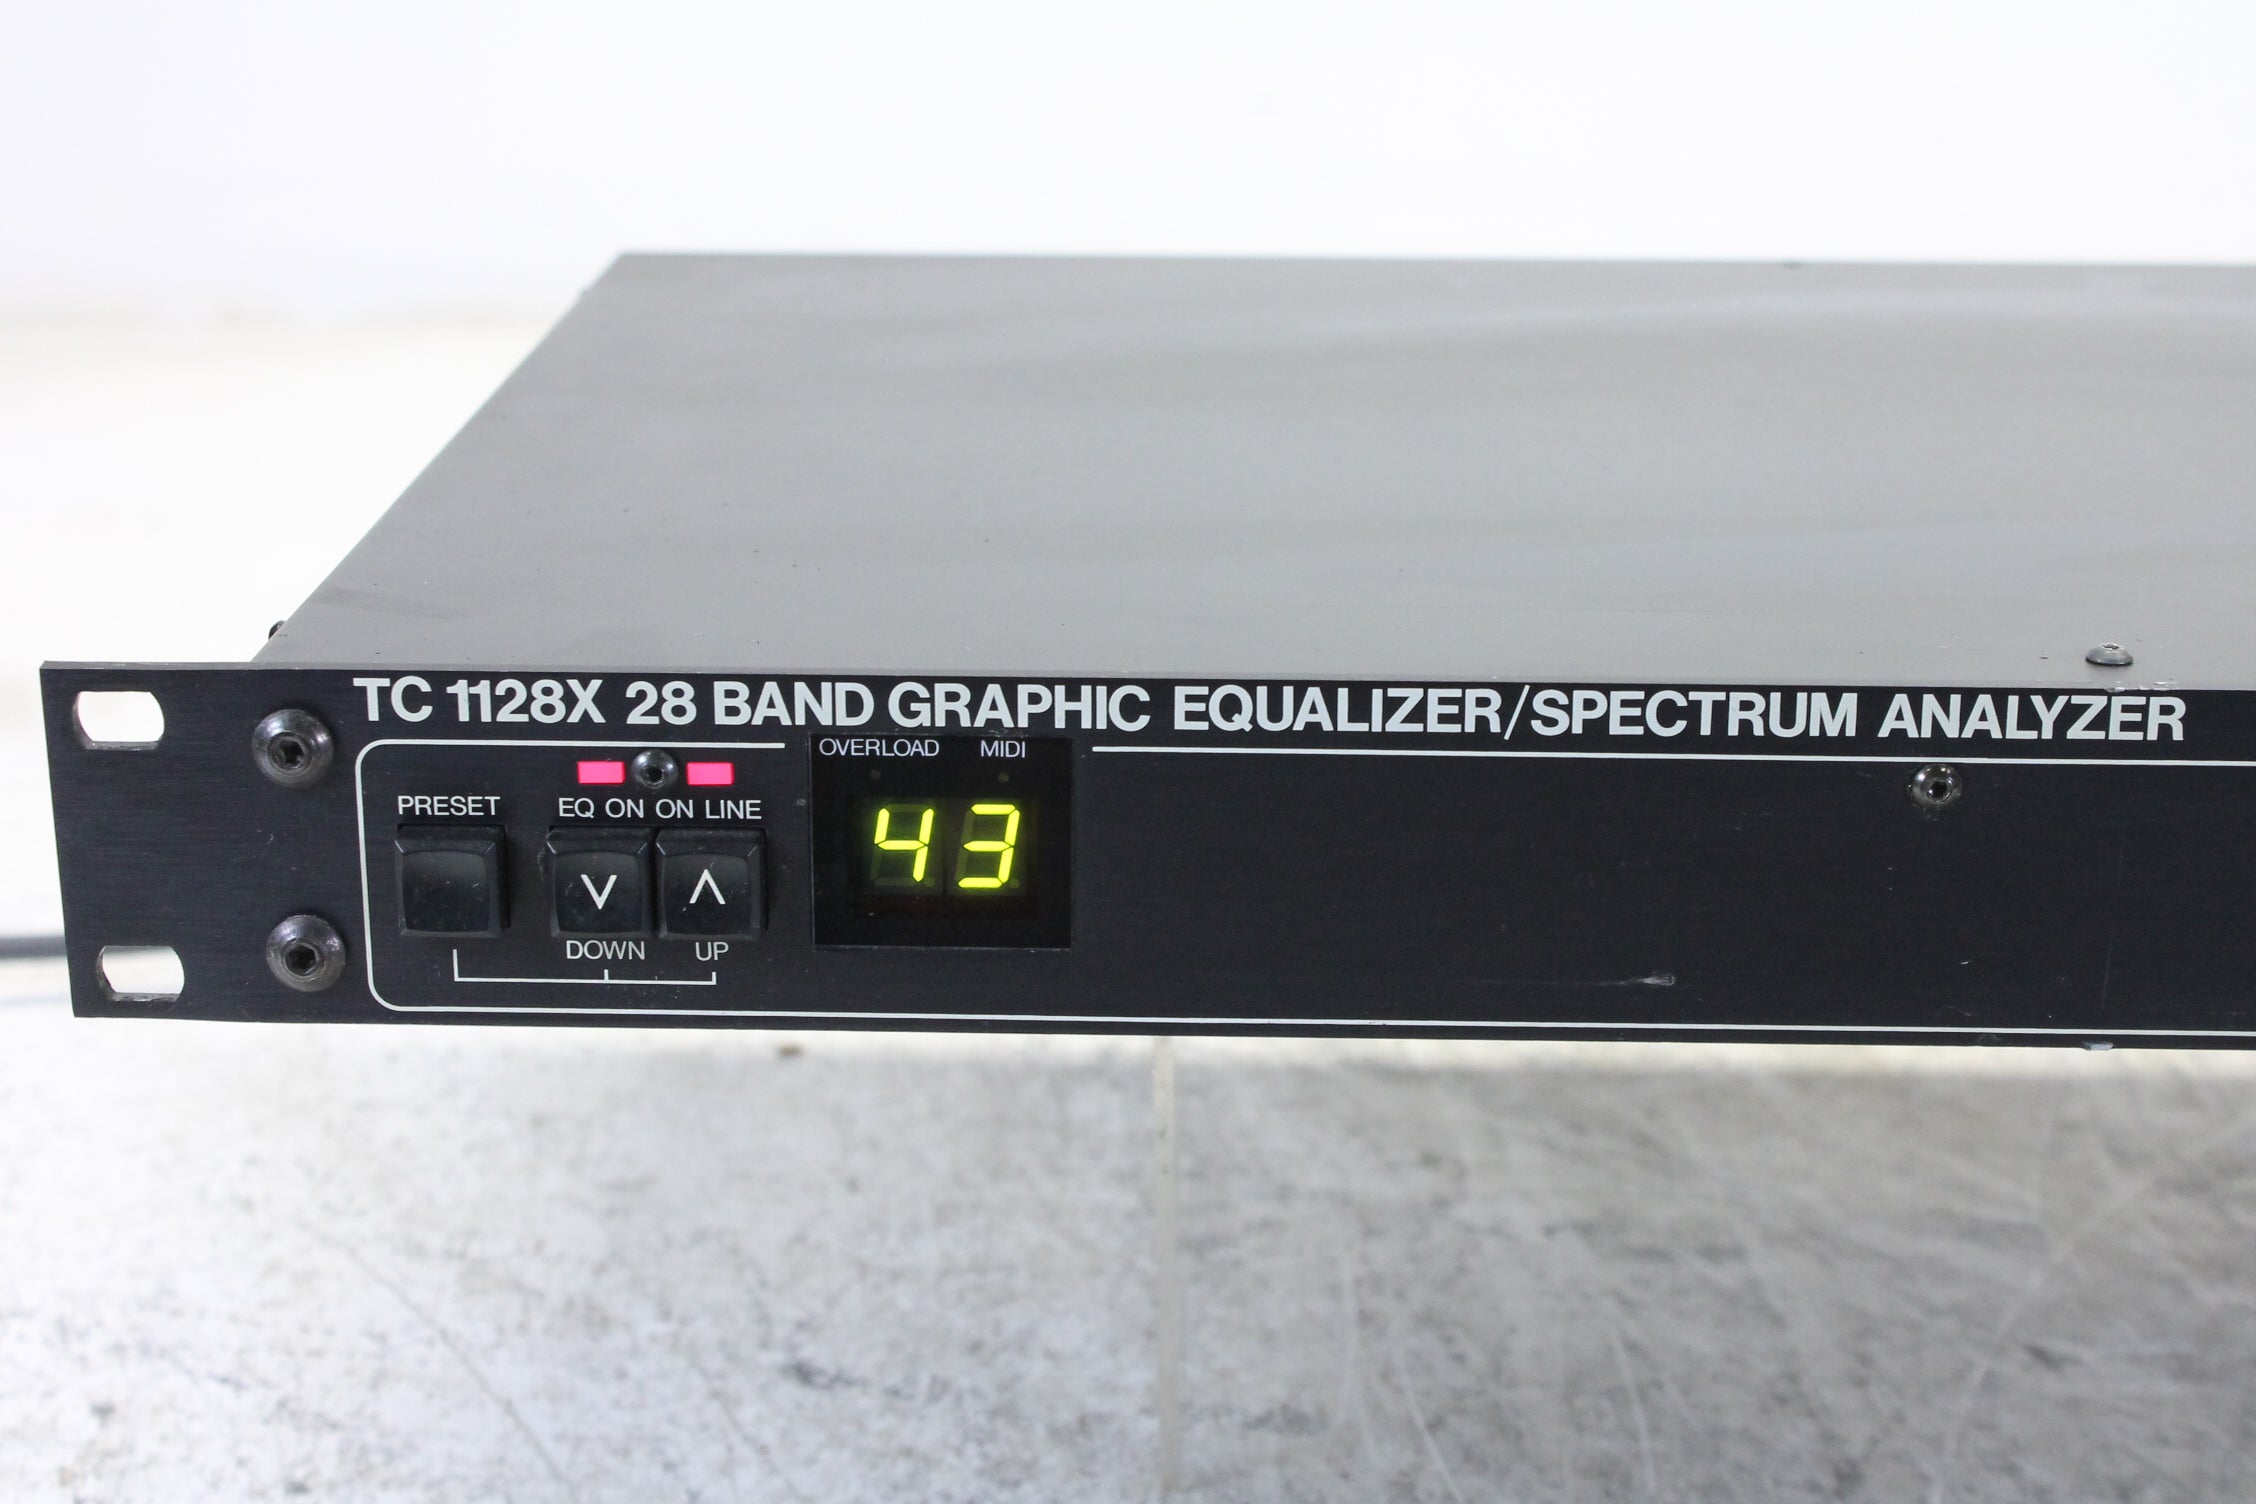 TC 1128X 28 BAND GRAPHIC EQUALIZER/SPECTRUM ANALYZER
OVERLOAD MIDI
PRESET EQ ON ON LINE
43
V Λ
DOWN UP